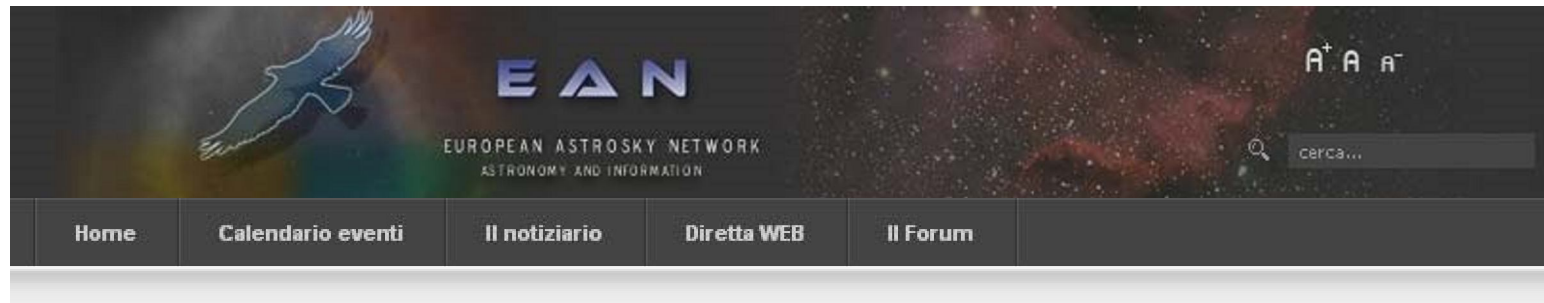 EAN
EUROPEAN ASTROSKY NETWORK
ASTRONOMY AND INFORMATION
A+ A A-
cerca...
Home
Calendario eventi
Il notiziario
Diretta WEB
Il Forum